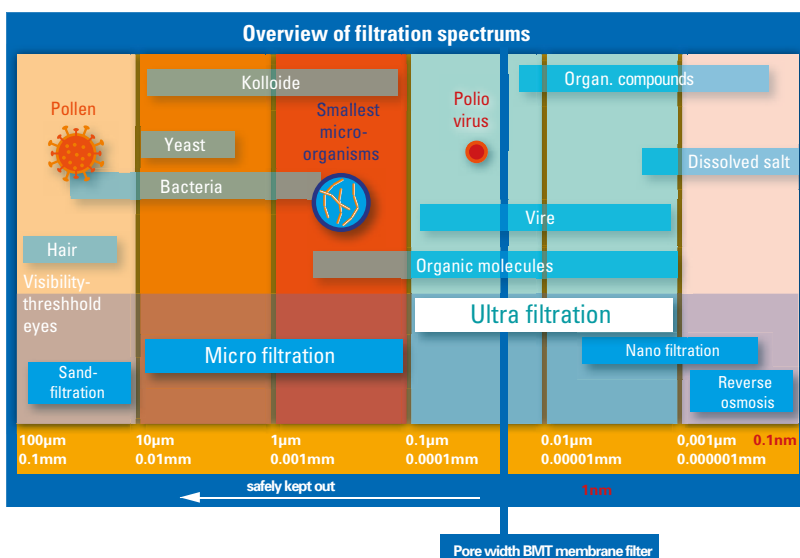 Overview of filtration spectrums
Kolloide
Organ. compounds
Pollen
Smallest
micro-
organisms
Polio
virus
Yeast
Dissolved salt
Bacteria
Vire
Hair
Organic molecules
Visibility-
threshhold
eyes
Ultra filtration
Micro filtration
Nano filtration
Sand-
filtration
Reverse
osmosis
100µm 10µm 1µm 0.1µm 0.01µm 0,001µm 0.1nm
0.1mm 0.01mm 0.001mm 0.0001mm 0.00001mm 0.000001mm
safely kept out
1nm
Pore width BMT membrane filter